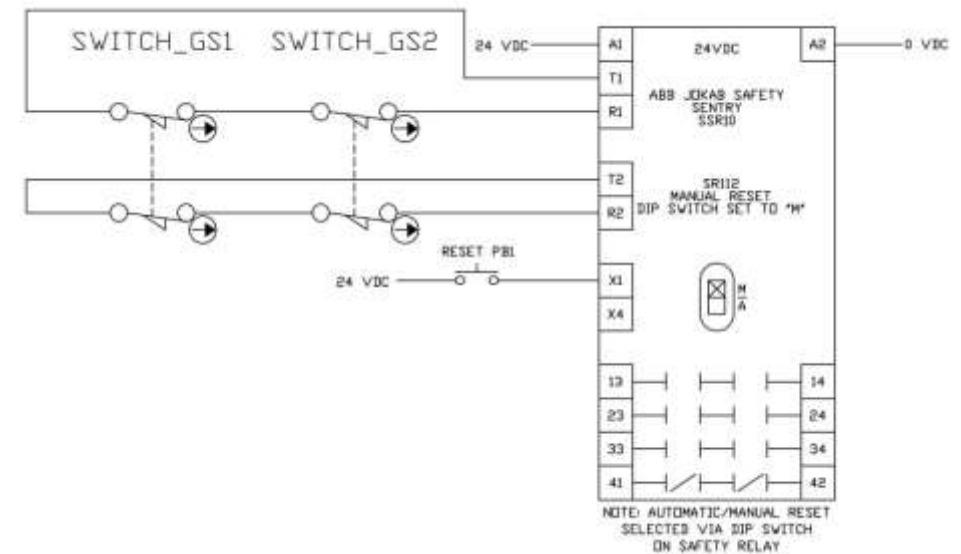 SWITCH_GS1 SWITCH_GS2
24 VDC
A1
24VDC
A2
0 VDC
T1
ABB JOKAB SAFETY
R1
SENTRY
SSR10
T2
SR112
MANUAL RESET
R2
DIP SWITCH SET TO "M"
RESET PB1
24 VDC
X1
M
A
X4
13
14
23
24
33
34
41
42
NOTE: AUTOMATIC/MANUAL RESET
SELECTED VIA DIP SWITCH
ON SAFETY RELAY